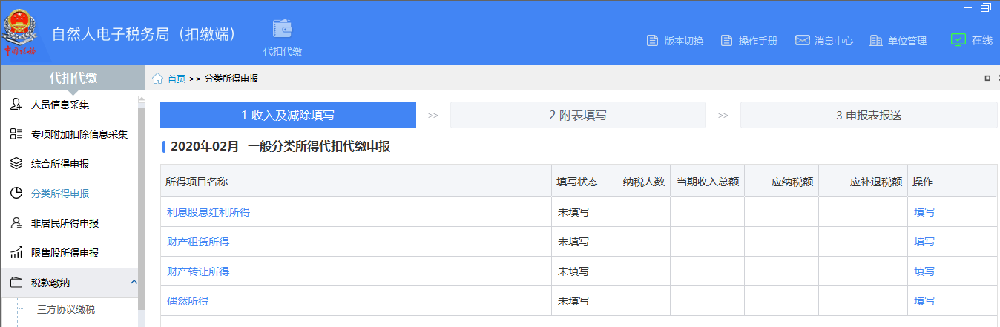 自然人电子税务局（扣缴端）
代扣代缴
版本切换 操作手册 消息中心 单位管理 在线
代扣代缴
首页 >> 分类所得申报
人员信息采集
专项附加扣除信息采集
综合所得申报
分类所得申报
非居民所得申报
限售股所得申报
税款缴纳
三方协议缴税
1 收入及减除填写 >> 2 附表填写 >> 3 申报表报送
2020年02月 一般分类所得代扣代缴申报
所得项目名称 填写状态 纳税人数 当期收入总额 应纳税额 应补退税额 操作
利息股息红利所得 未填写 填写
财产租赁所得 未填写 填写
财产转让所得 未填写 填写
偶然所得 未填写 填写